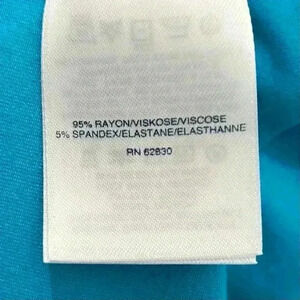 95% RAYON/VISKOSE/VISCOSE
5% SPANDEX/ELASTANE/ELASTHANNE
RN 62830